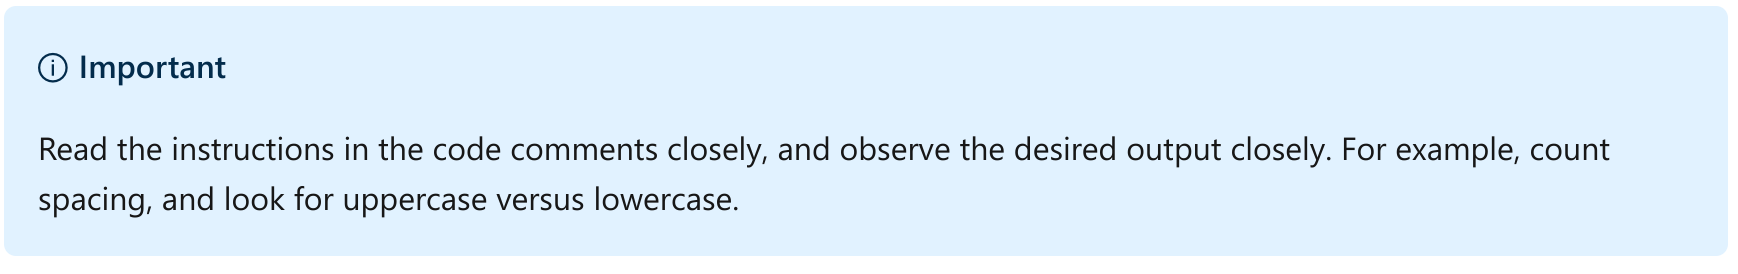 Important
Read the instructions in the code comments closely, and observe the desired output closely. For example, count
spacing, and look for uppercase versus lowercase.